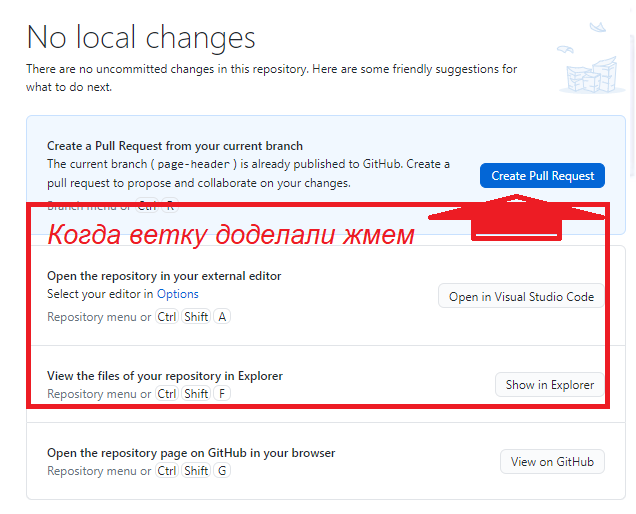 No local changes
There are no uncommitted changes in this repository. Here are some friendly suggestions for
what to do next.
Create a Pull Request from your current branch
The current branch ( page-header ) is already published to GitHub. Create a
pull request to propose and collaborate on your changes.
Create Pull Request
Branch menu or Ctrl R
Когда ветку доделали жмем
Open the repository in your external editor
Select your editor in Options
Repository menu or Ctrl Shift A
Open in Visual Studio Code
View the files of your repository in Explorer
Repository menu or Ctrl Shift F
Show in Explorer
Open the repository page on GitHub in your browser
Repository menu or Ctrl Shift G
View on GitHub